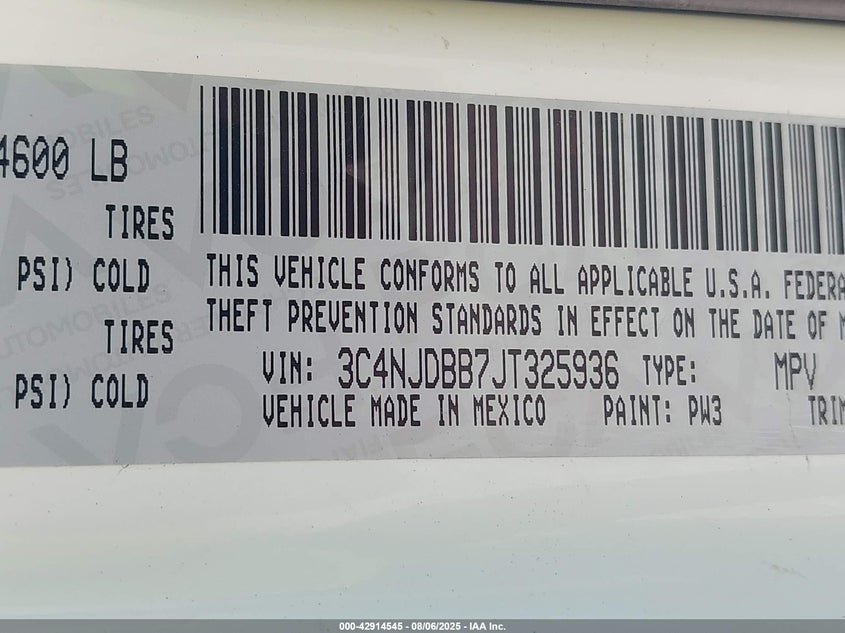 4600 LB
TIRES
PSI) COLD
TIRES
PSI) COLD
THIS VEHICLE CONFORMS TO ALL APPLICABLE U.S.A. FEDERA
THEFT PREVENTION STANDARDS IN EFFECT ON THE DATE OF M
VIN: 3C4NJDBB7JT325936 TYPE: MPV
VEHICLE MADE IN MEXICO PAINT: PW3 TRIM
000-42914545 - 08/06/2025 - IAA Inc.